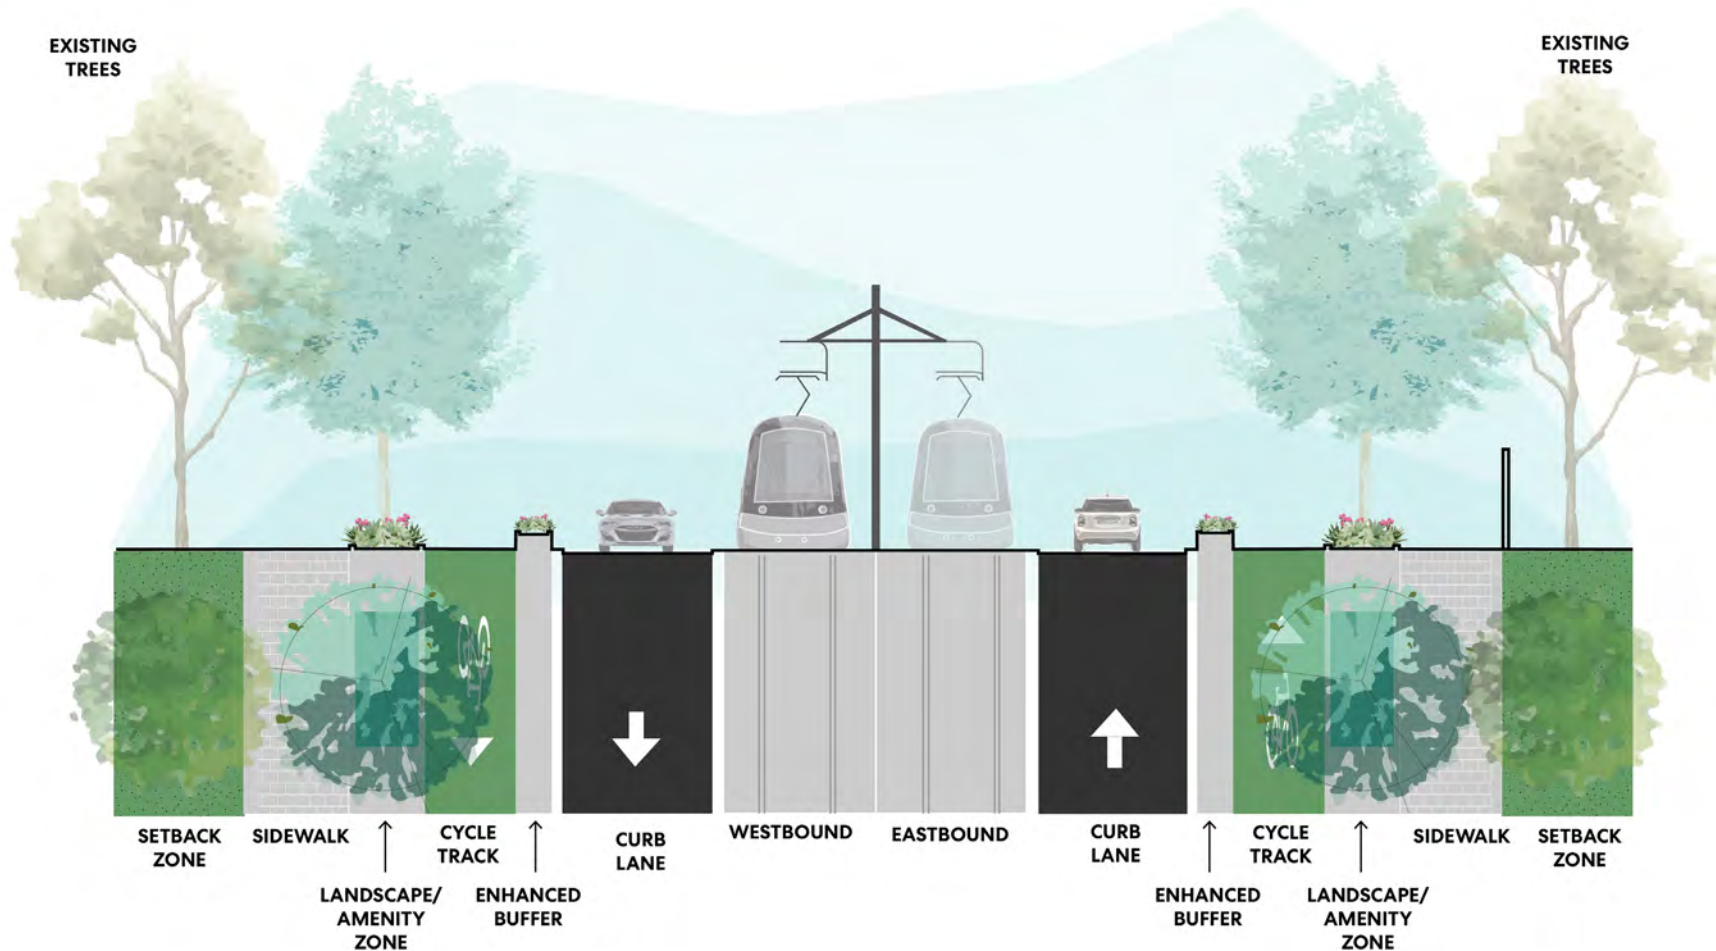 EXISTING
TREES
EXISTING
TREES
SETBACK
ZONE
SIDEWALK
LANDSCAPE/
AMENITY
ZONE
CYCLE
TRACK
ENHANCED
BUFFER
CURB
LANE
WESTBOUND
EASTBOUND
CURB
LANE
ENHANCED
BUFFER
CYCLE
TRACK
LANDSCAPE/
AMENITY
ZONE
SIDEWALK
SETBACK
ZONE